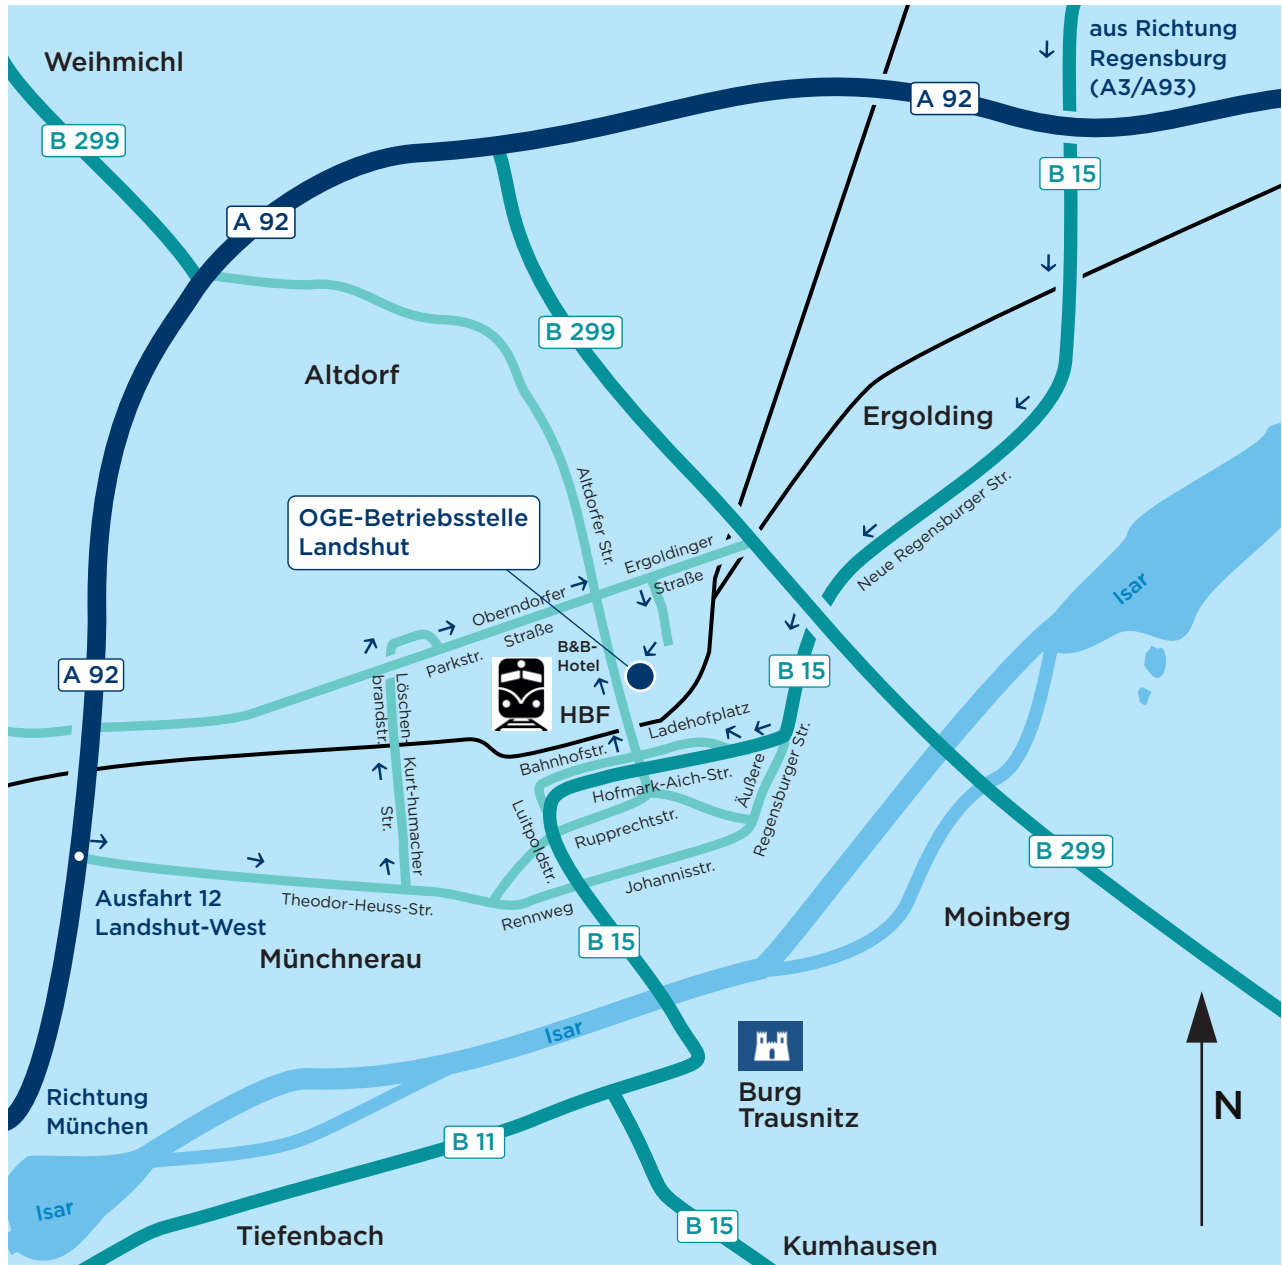 aus Richtung
Regensburg
(A3/A93)
Weihmichl
A 92
B 299
B 15
A 92
B 299
Altdorf
Ergolding
Altdorfer Str.
Neue Regensburger Str.
OGE-Betriebsstelle
Landshut
Ergoldinger
Straße
Isar
Oberndorfer
Straße
B&B-
Hotel
Parkstr.
A 92
B 15
Löschen-
brandstr.
HBF
Ladehofplatz
Bahnhofstr.
Hofmark-Aich-Str.
Äußere
Regensburger Str.
Kurt-humacher
Str.
Luitpoldstr.
Rupprechtstr.
B 299
Johannisstr.
Ausfahrt 12
Landshut-West
Theodor-Heuss-Str.
Rennweg
Moinberg
B 15
Münchnerau
Isar
Burg
Trausnitz
Richtung
München
N
B 11
Isar
B 15
Tiefenbach
Kumhausen